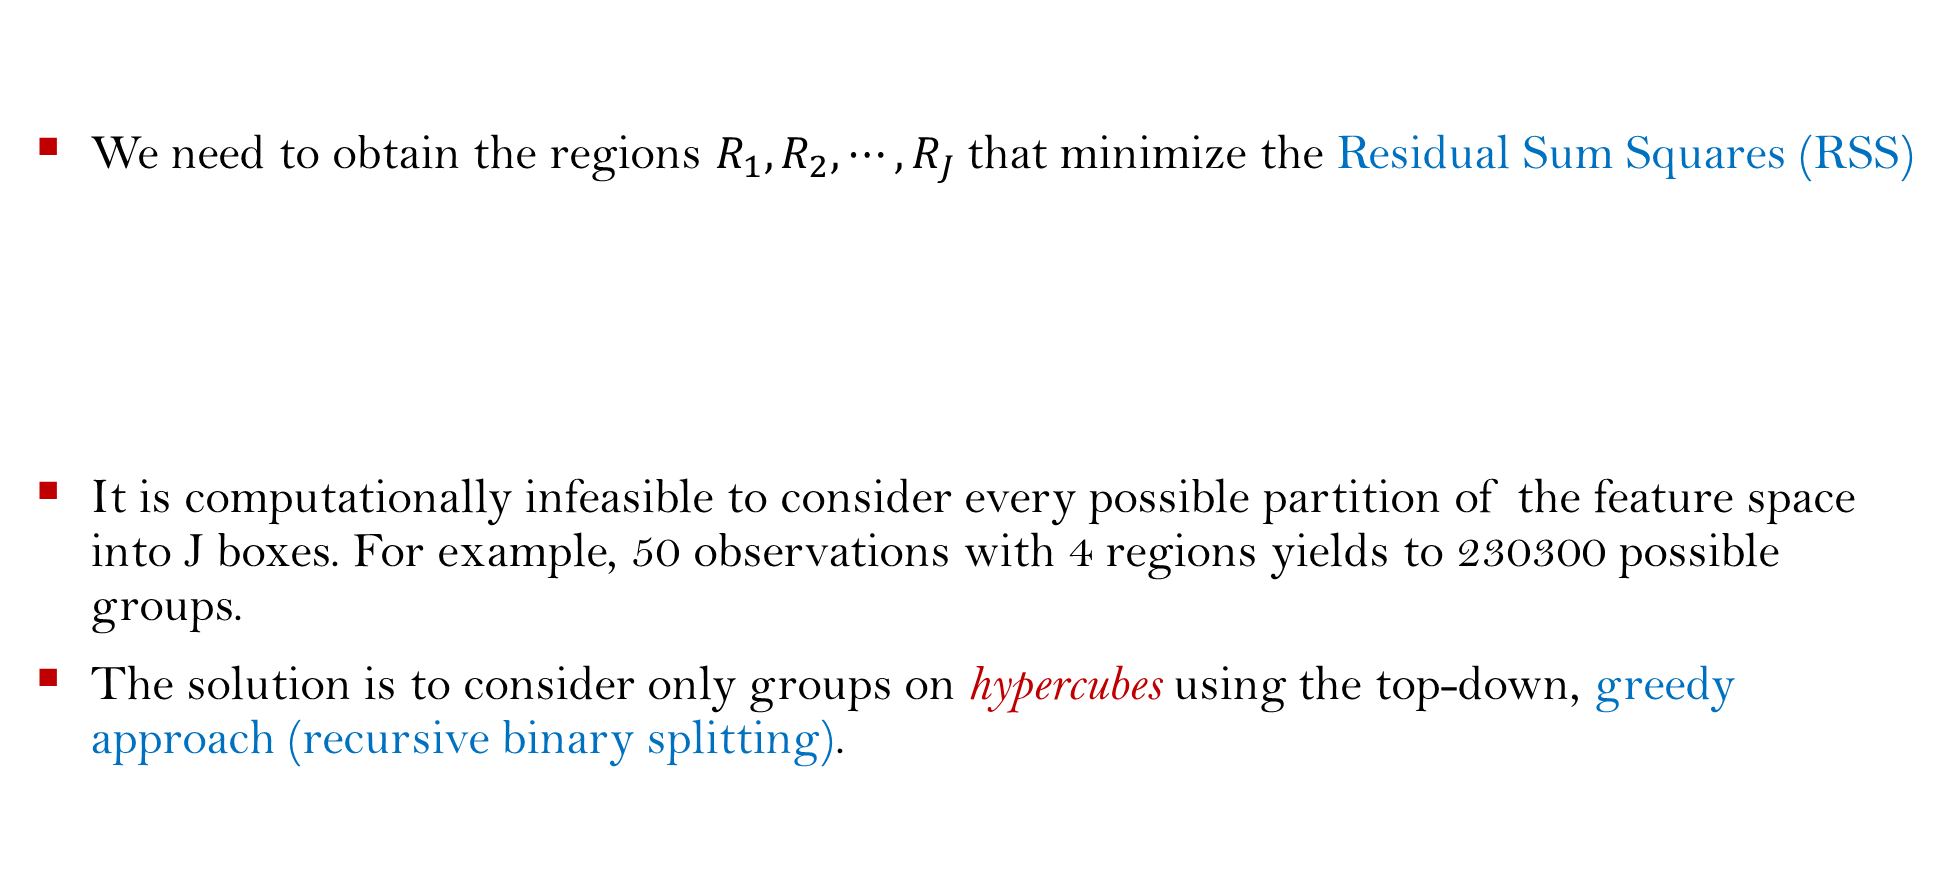 ▪ We need to obtain the regions R₁, R₂, ⋯ , R_J that minimize the Residual Sum Squares (RSS)
▪ It is computationally infeasible to consider every possible partition of the feature space
into J boxes. For example, 50 observations with 4 regions yields to 230300 possible
groups.
▪ The solution is to consider only groups on hypercubes using the top-down, greedy
approach (recursive binary splitting).